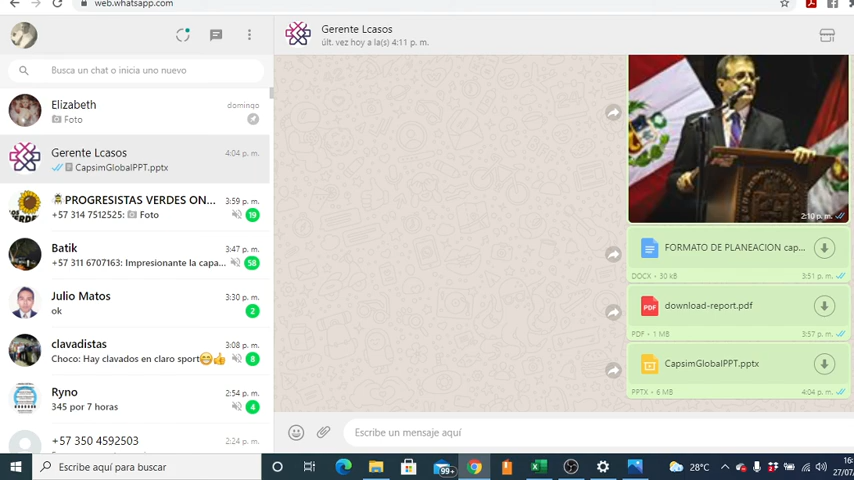 web.whatsapp.com
Gerente Lcasos
últ. vez hoy a la(s) 4:11 p. m.
Busca un chat o inicia uno nuevo
Elizabeth
domingo
Foto
Gerente Lcasos
4:04 p. m.
CapsimGlobalPPT.pptx
PROGRESISTAS VERDES ON...
3:59 p. m.
+57 314 7512525: Foto
19
Batik
3:47 p. m.
+57 311 6707163: Impresionante la capa...
58
Julio Matos
3:30 p. m.
ok
2
clavadistas
3:08 p. m.
Choco: Hay clavados en claro sport
8
Ryno
2:54 p. m.
345 por 7 horas
4
+57 350 4592503
2:24 p. m.
2:10 p. m.
FORMATO DE PLANEACION cap...
DOCX • 30 kB
3:51 p. m.
PDF
download-report.pdf
PDF • 1 MB
3:57 p. m.
CapsimGlobalPPT.pptx
PPTX • 6 MB
4:04 p. m.
Escribe un mensaje aquí
Escribe aquí para buscar
99+
28°C
16:
27/07/